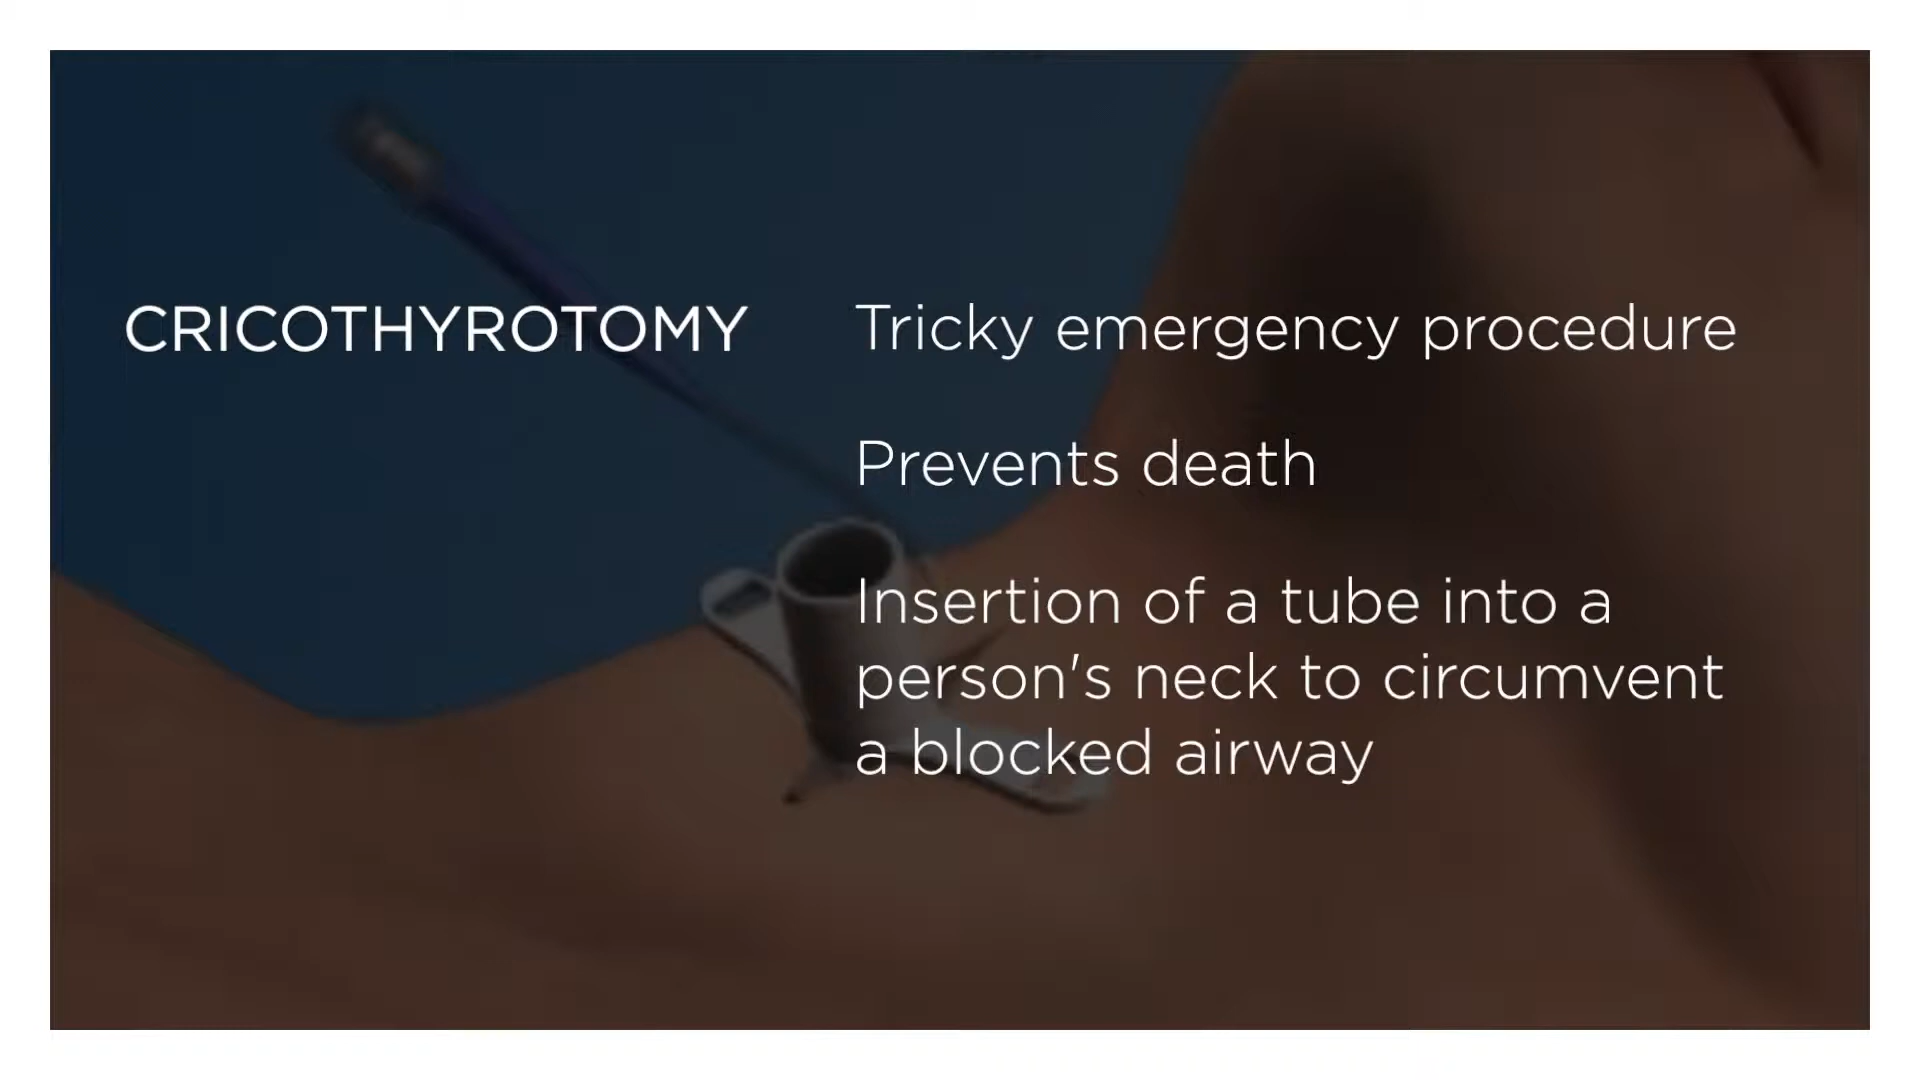 CRICOTHYROTOMY
Tricky emergency procedure
Prevents death
Insertion of a tube into a
person's neck to circumvent
a blocked airway